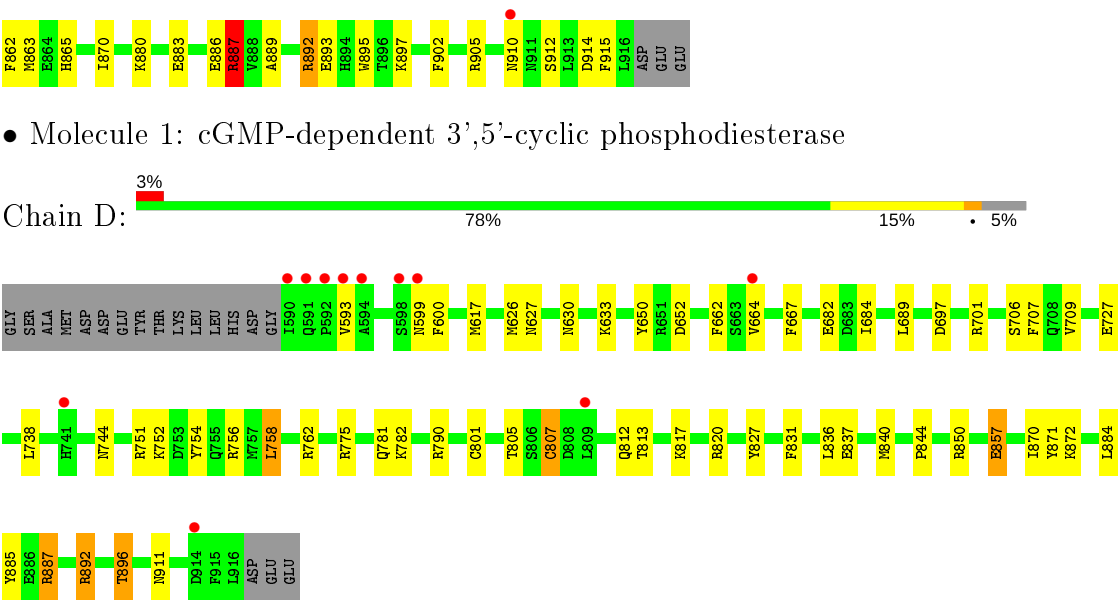 F862 M863 E864 H865 I870 K880 E883 E886 R887 V888 A889 R892 E893 H894 W895 T896 K897 F902 R905 N910 N911 S912 L913 D914 F915 L916 ASP GLU GLU
• Molecule 1: cGMP-dependent 3',5'-cyclic phosphodiesterase
3%
Chain D:
78% 15% • 5%
GLY SER ALA MET ASP ASP GLU TYR THR LYS LEU LEU HIS ASP GLY I590 Q591 P592 V593 A594 S598 N599 F600 M617 M626 N627 N630 K633 Y650 R651 D652 F662 S663 V664 F667 E682 D683 I684 L689 D697 R701 S706 F707 Q708 V709 E727
L738 H741 N744 R751 K752 D753 Y754 Q755 R756 M757 L758 R762 R775 Q781 K782 R790 C801 T805 S806 C807 D808 L809 Q812 T813 K817 R820 Y827 F831 L836 E837 M840 P844 R850 E857 I870 Y871 K872 L884
Y885 E886 R887 R892 T896 N911 D914 F915 L916 ASP GLU GLU